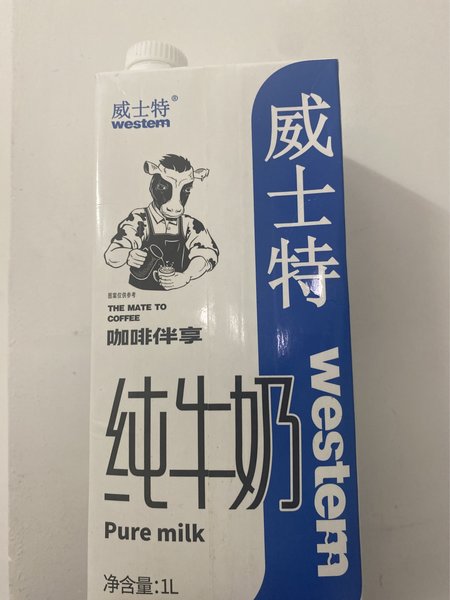 威士特®
western
图案仅供参考
THE MATE TO
COFFEE
咖啡伴享
纯牛奶
Pure milk
净含量:1L
威士特
western